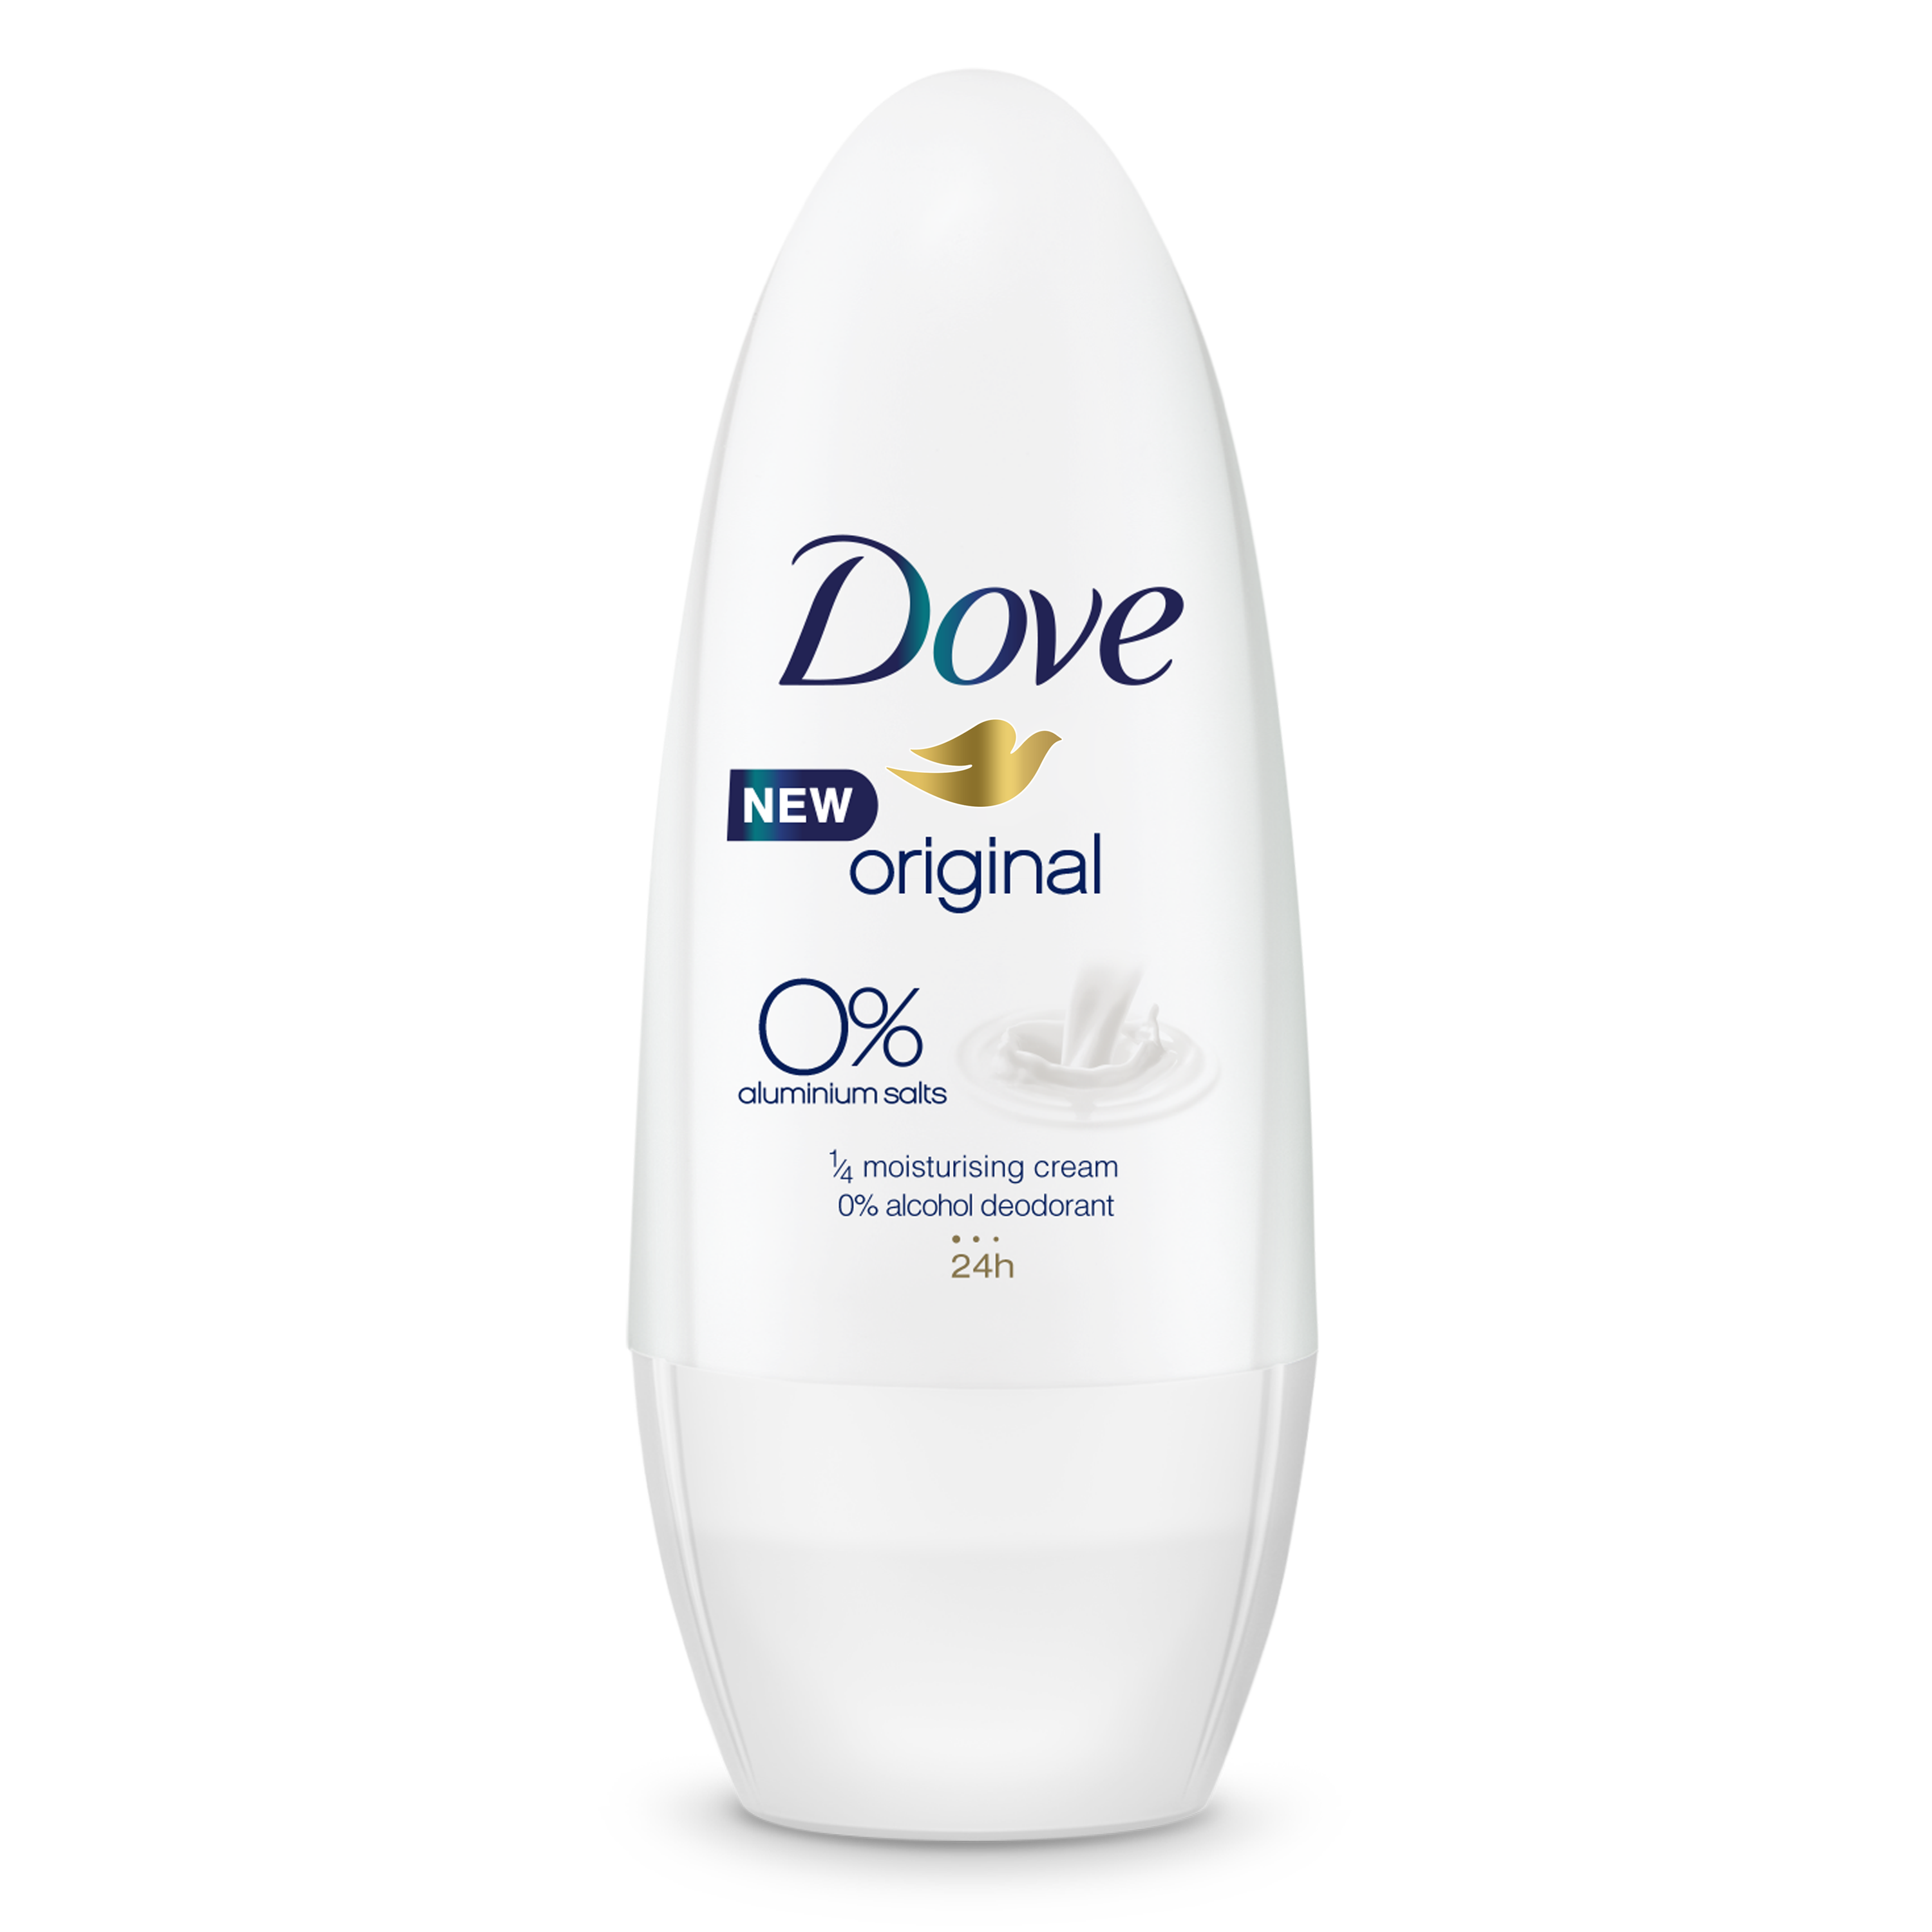 Dove
NEW
original
0%
aluminium salts
¼ moisturising cream
0% alcohol deodorant
24h